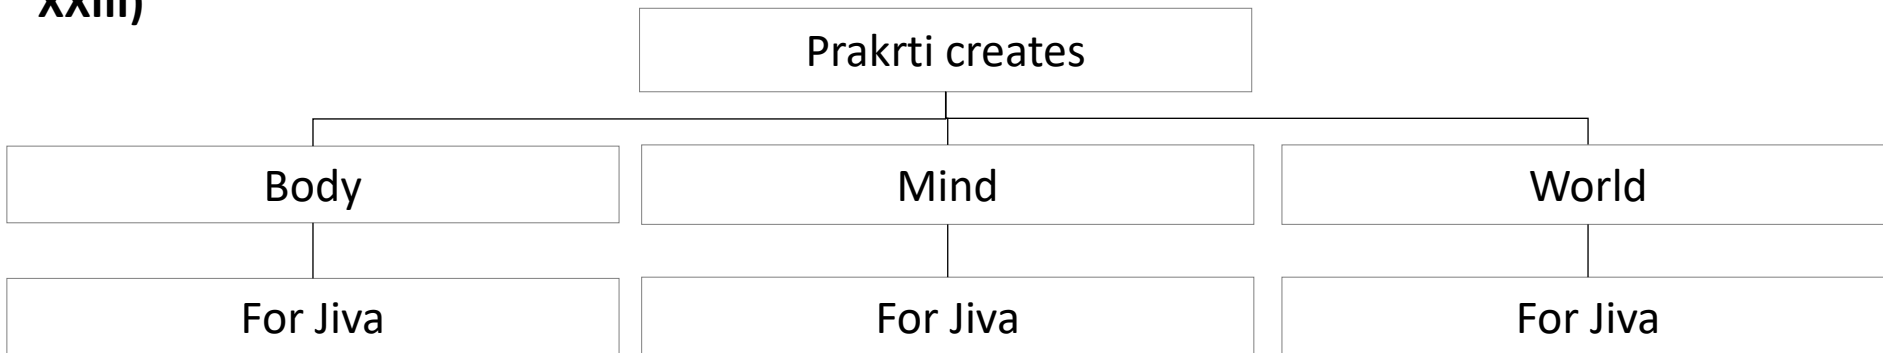 XXIII)
Prakrti creates
Body Mind World
For Jiva For Jiva For Jiva